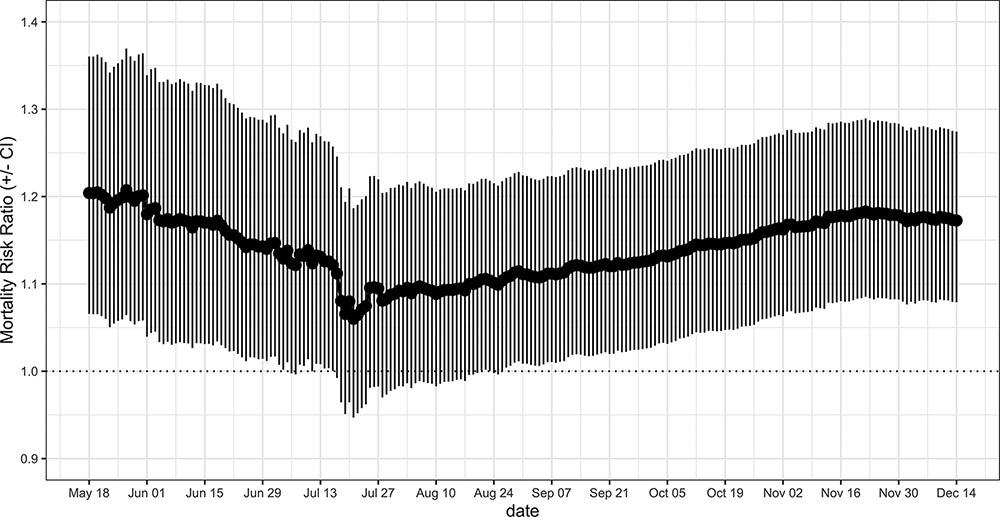 Mortality Risk Ratio (+/- CI)
1.4
1.3
1.2
1.1
1.0
0.9
May 18 Jun 01 Jun 15 Jun 29 Jul 13 Jul 27 Aug 10 Aug 24 Sep 07 Sep 21 Oct 05 Oct 19 Nov 02 Nov 16 Nov 30 Dec 14
date